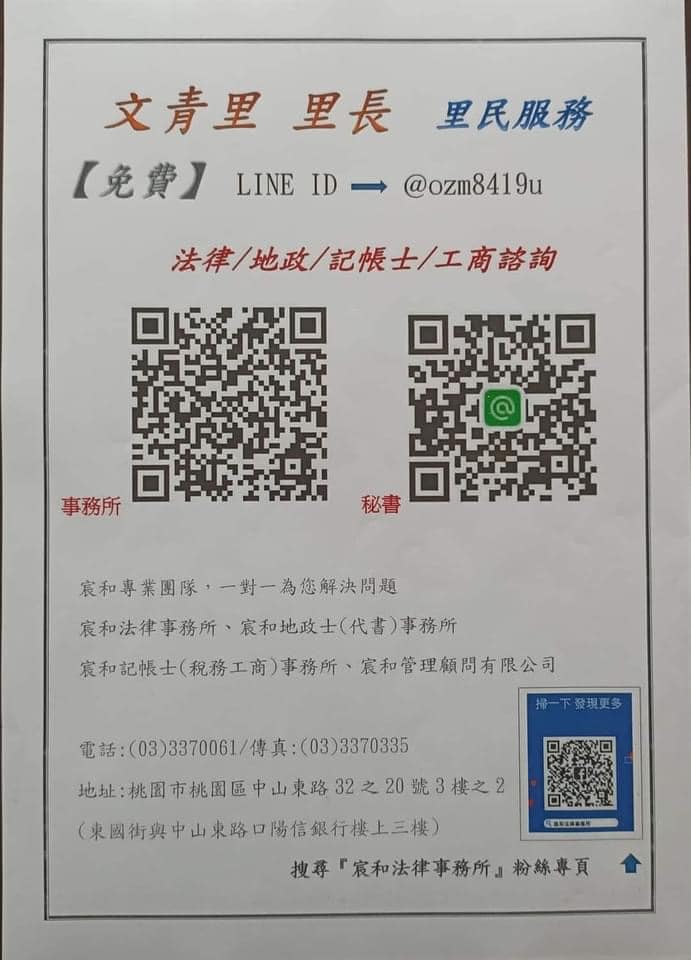 文青里 里長 里民服務
【免費】 LINE ID ➡ @ozm8419u
法律/地政/記帳士/工商諮詢
@
事務所
秘書
宸和專業團隊,一對一為您解決問題
宸和法律事務所、宸和地政士(代書)事務所
宸和記帳士(稅務工商)事務所、宸和管理顧問有限公司
掃一下 發現更多
宸和法律事務所
電話:(03)3370061/傳真:(03)3370335
地址:桃園市桃園區中山東路32之20號3樓之2
(東國街與中山東路口陽信銀行樓上三樓)
搜尋『宸和法律事務所』粉絲專頁